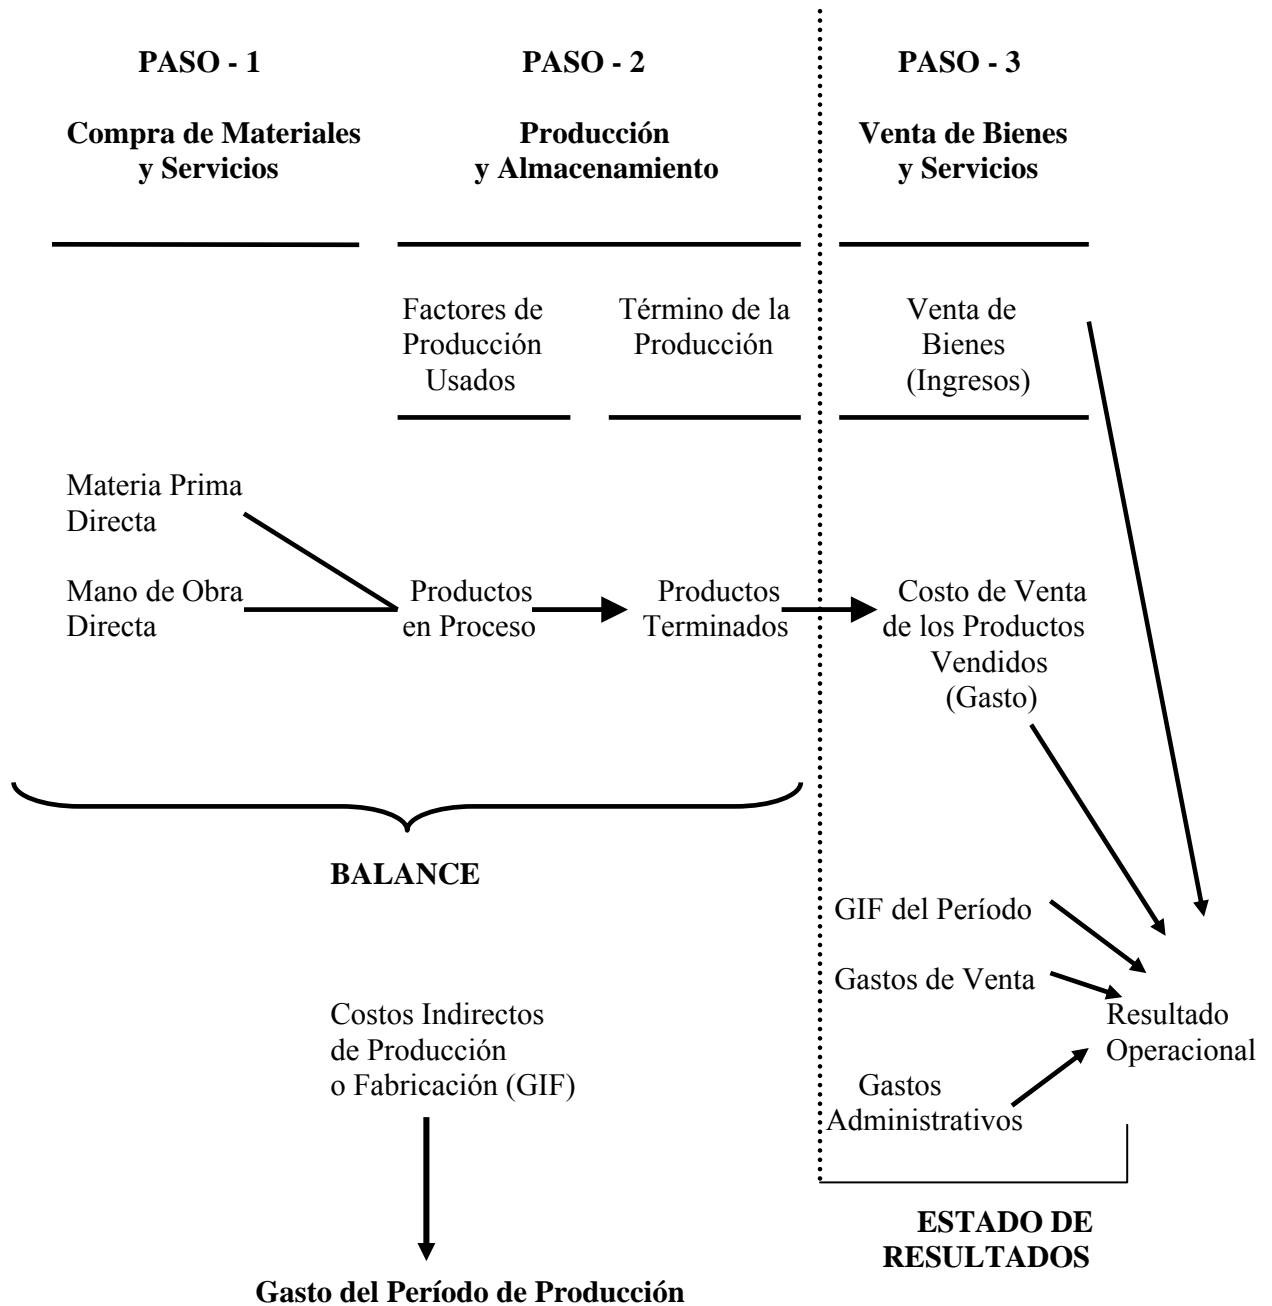 PASO - 1
Compra de Materiales
y Servicios
PASO - 2
Producción
y Almacenamiento
PASO - 3
Venta de Bienes
y Servicios
Factores de
Producción
Usados
Término de la
Producción
Venta de
Bienes
(Ingresos)
Materia Prima
Directa
Mano de Obra
Directa
Productos
en Proceso
Productos
Terminados
Costo de Venta
de los Productos
Vendidos
(Gasto)
BALANCE
GIF del Período
Gastos de Venta
Gastos
Administrativos
Resultado
Operacional
Costos Indirectos
de Producción
o Fabricación (GIF)
ESTADO DE
RESULTADOS
Gasto del Período de Producción